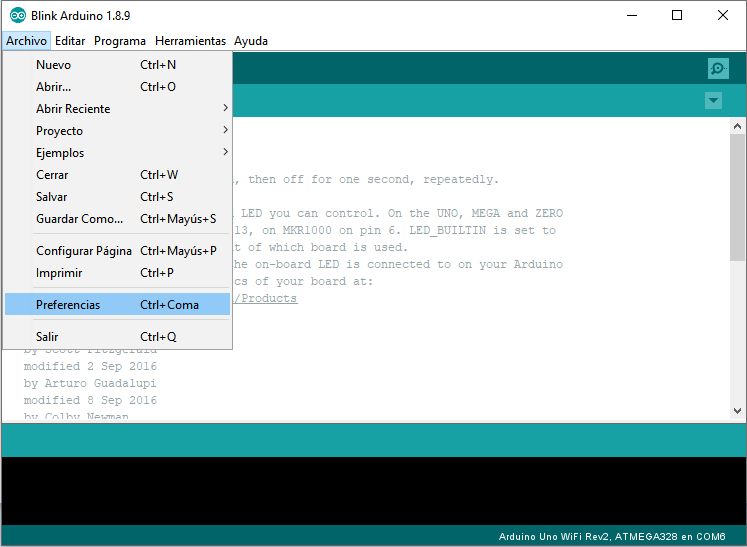 Blink Arduino 1.8.9
Archivo Editar Programa Herramientas Ayuda
Nuevo Ctrl+N
Abrir... Ctrl+O
Abrir Reciente
Proyecto
Ejemplos
Cerrar Ctrl+W
Salvar Ctrl+S
Guardar Como... Ctrl+Mayús+S
Configurar Página Ctrl+Mayús+P
Imprimir Ctrl+P
Preferencias Ctrl+Coma
Salir Ctrl+Q
, then off for one second, repeatedly.
LED you can control. On the UNO, MEGA and ZERO
13, on MKR1000 on pin 6. LED_BUILTIN is set to
t of which board is used.
he on-board LED is connected to on your Arduino
cs of your board at:
/Products
by Scott Fitzgerald
modified 2 Sep 2016
by Arturo Guadalupi
modified 8 Sep 2016
by Colby Newman
Arduino Uno WiFi Rev2, ATMEGA328 en COM6